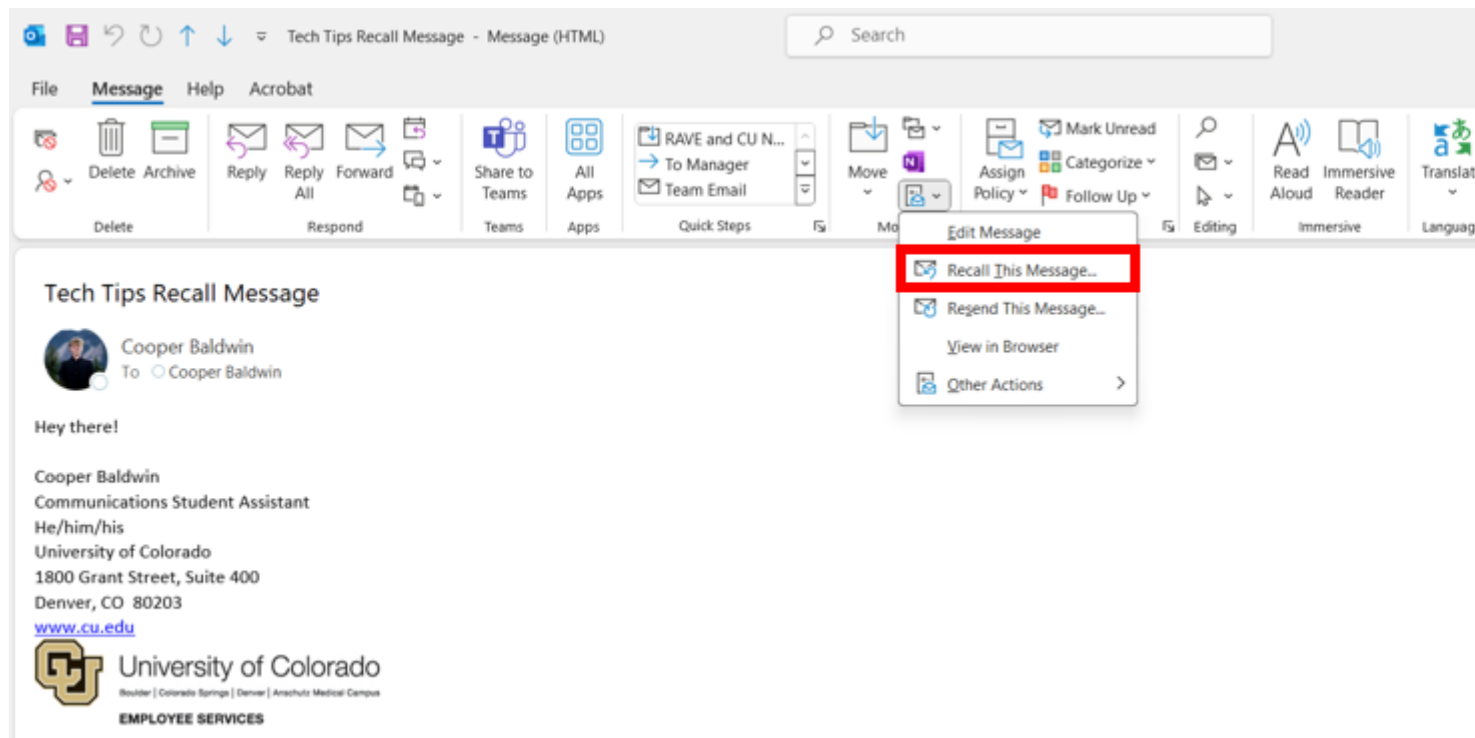 Tech Tips Recall Message - Message (HTML)
Search
File Message Help Acrobat
Delete Archive
Delete
Reply Reply All Forward
Respond
Share to Teams
Teams
All Apps
Apps
RAVE and CU N...
To Manager
Team Email
Quick Steps
Move
Mo
Assign Policy
Mark Unread
Categorize
Follow Up
Editing
Read Aloud
Immersive Reader
Immersive
Translat
Languag
Edit Message
Recall This Message...
Resend This Message...
View in Browser
Other Actions
Tech Tips Recall Message
Cooper Baldwin
To Cooper Baldwin
Hey there!
Cooper Baldwin
Communications Student Assistant
He/him/his
University of Colorado
1800 Grant Street, Suite 400
Denver, CO 80203
www.cu.edu
CU University of Colorado
Boulder | Colorado Springs | Denver | Anschutz Medical Campus
EMPLOYEE SERVICES